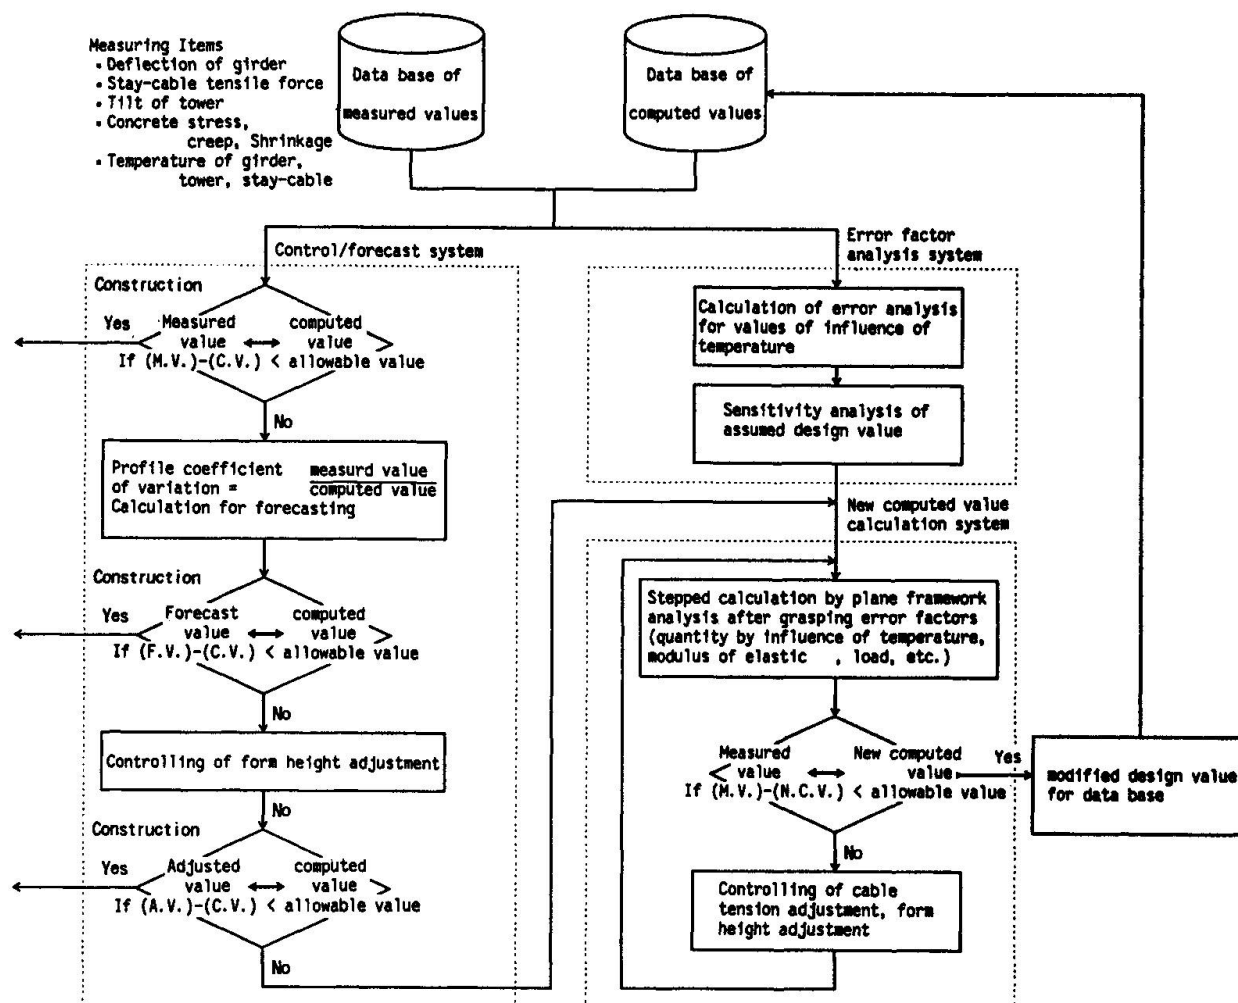 Measuring Items
• Deflection of girder
• Stay-cable tensile force
• Tilt of tower
• Concrete stress,
creep, Shrinkage
• Temperature of girder,
tower, stay-cable
Data base of
measured values
Data base of
computed values
Control/forecast system
Construction
Yes
Measured computed
value ↔ value
If (M.V.)-(C.V.) < allowable value
No
Profile coefficient measurd value
of variation = computed value
Calculation for forecasting
Construction
Yes
Forecast computed
value ↔ value
If (F.V.)-(C.V.) < allowable value
No
Controlling of form height adjustment
No
Construction
Yes
Adjusted computed
value ↔ value
If (A.V.)-(C.V.) < allowable value
No
Error factor
analysis system
Calculation of error analysis
for values of influence of
temperature
Sensitivity analysis of
assumed design value
New computed value
calculation system
Stepped calculation by plane framework
analysis after grasping error factors
(quantity by influence of temperature,
modulus of elastic , load, etc.)
Measured New computed
value ↔ value
If (M.V.)-(N.C.V.) < allowable value
Yes
No
modified design value
for data base
Controlling of cable
tension adjustment, form
height adjustment